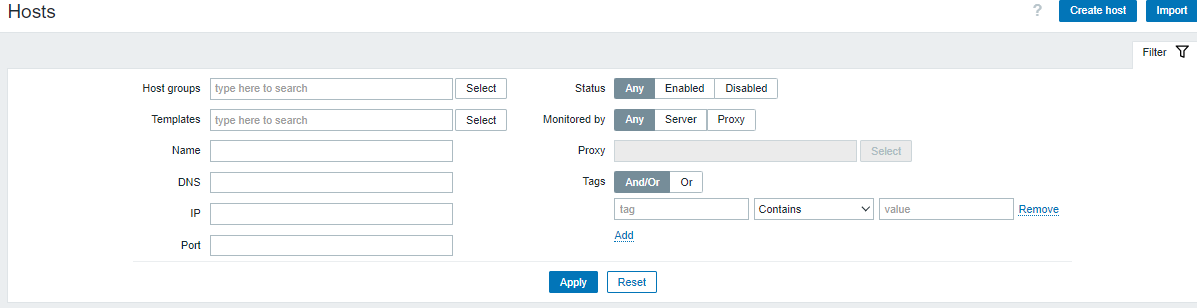 Hosts
? Create host Import
Filter
Host groups type here to search Select
Status Any Enabled Disabled
Templates type here to search Select
Monitored by Any Server Proxy
Name
Proxy Select
DNS
Tags And/Or Or
IP
tag Contains value Remove
Port
Add
Apply Reset